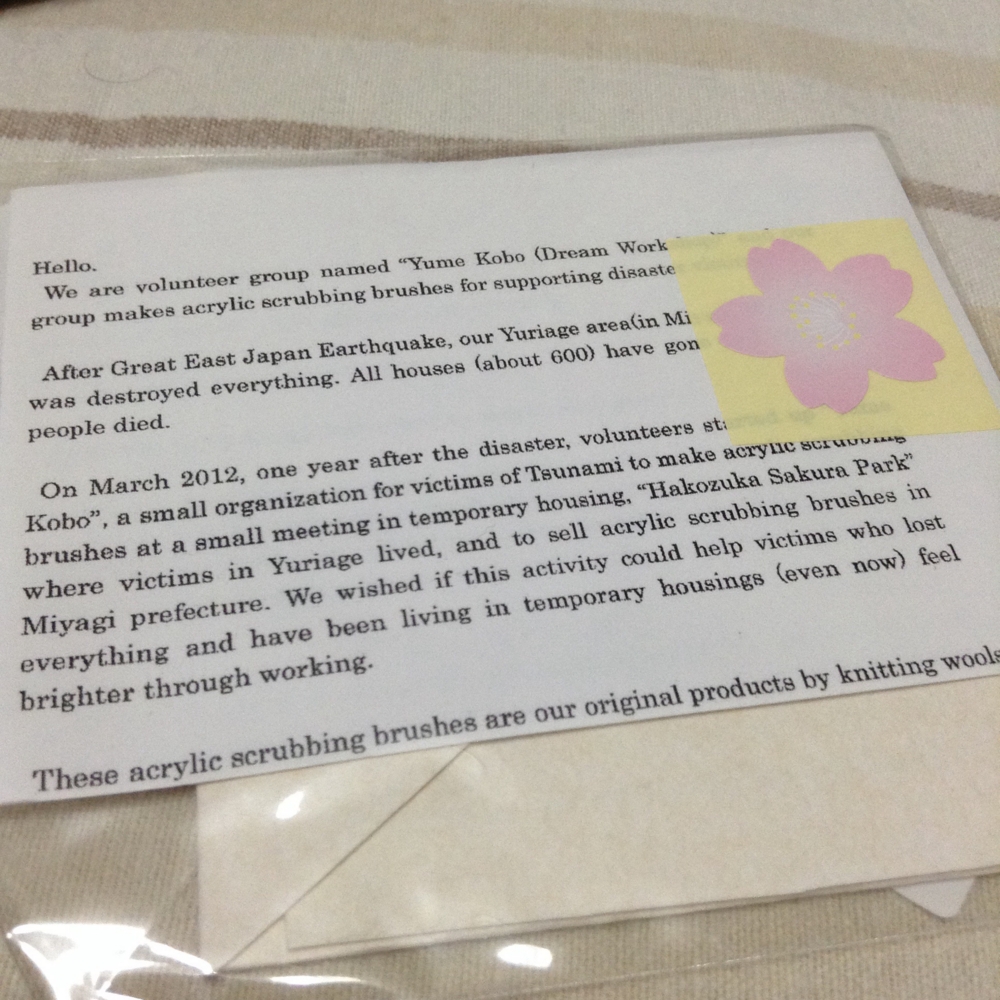 Hello.
We are volunteer group named “Yume Kobo (Dream Work
group makes acrylic scrubbing brushes for supporting
After Great East Japan Earthquake, our Yuriage area(in
was destroyed everything. All houses (about 600) have
people died.
On March 2012, one year after the disaster, volunteers
Kobo”, a small organization for victims of Tsunami to make acrylic scrubbing
brushes at a small meeting in temporary housing, “Hakozuka Sakura Park”
where victims in Yuriage lived, and to sell acrylic scrubbing brushes in
Miyagi prefecture. We wished if this activity could help victims who lost
everything and have been living in temporary housings (even now) feel
brighter through working.
These acrylic scrubbing brushes are our original products by knitting wools